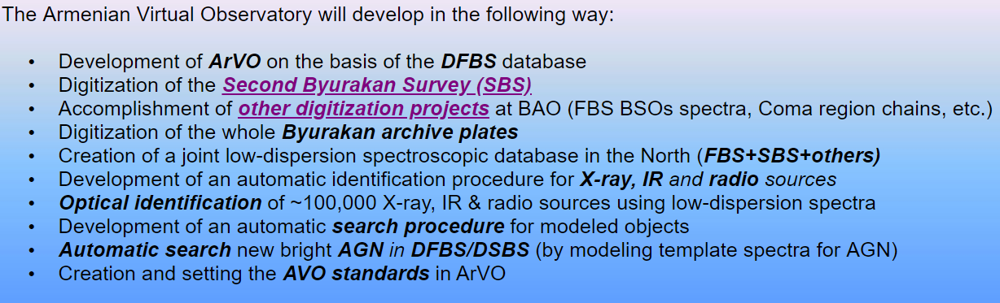 The Armenian Virtual Observatory will develop in the following way:
• Development of ArVO on the basis of the DFBS database
• Digitization of the Second Byurakan Survey (SBS)
• Accomplishment of other digitization projects at BAO (FBS BSOs spectra, Coma region chains, etc.)
• Digitization of the whole Byurakan archive plates
• Creation of a joint low-dispersion spectroscopic database in the North (FBS+SBS+others)
• Development of an automatic identification procedure for X-ray, IR and radio sources
• Optical identification of ~100,000 X-ray, IR & radio sources using low-dispersion spectra
• Development of an automatic search procedure for modeled objects
• Automatic search new bright AGN in DFBS/DSBS (by modeling template spectra for AGN)
• Creation and setting the AVO standards in ArVO